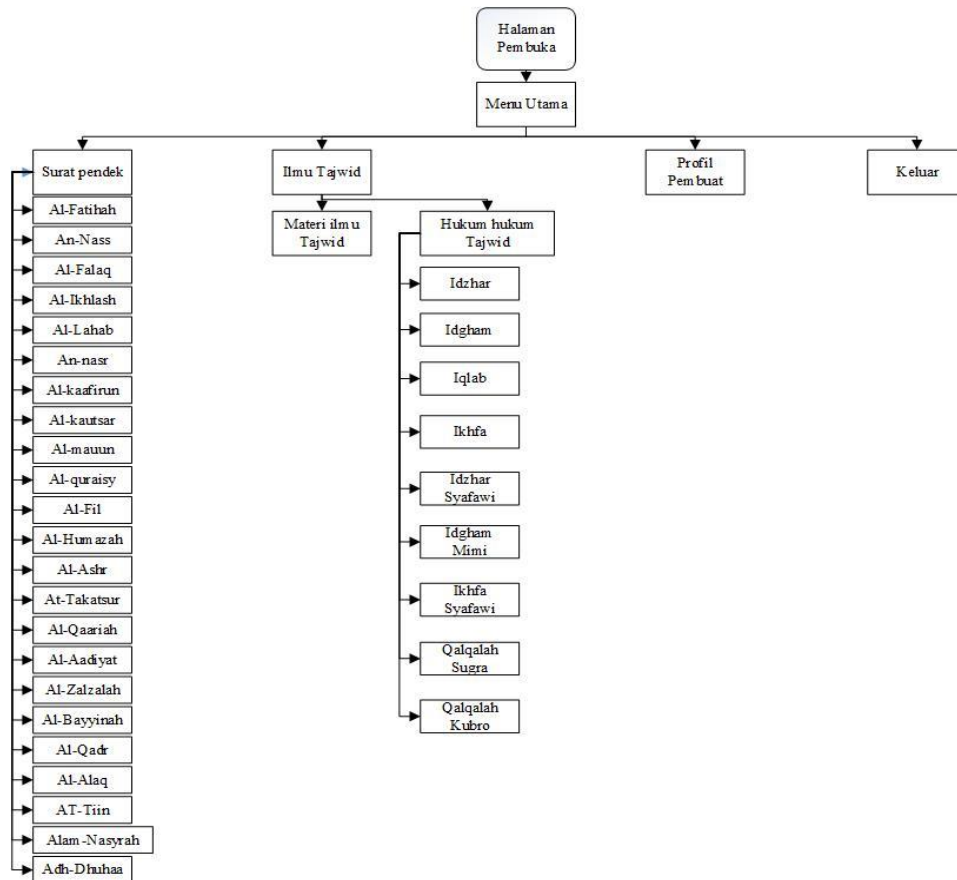 Halaman
Pembuka
Menu Utama
Surat pendek
Ilmu Tajwid
Profil
Pembuat
Keluar
Materi ilmu
Tajwid
Hukum hukum
Tajwid
Al-Fatihah
An-Nass
Al-Falaq
Al-Ikhlash
Al-Lahab
An-nasr
Al-kaafirun
Al-kautsar
Al-mauun
Al-quraisy
Al-Fil
Al-Humazah
Al-Ashr
At-Takatsur
Al-Qaariah
Al-Aadiyat
Al-Zalzalah
Al-Bayyinah
Al-Qadr
Al-Alaq
AT-Tiin
Alam-Nasyrah
Adh-Dhuhaa
Idzhar
Idgham
Iqlab
Ikhfa
Idzhar
Syafawi
Idgham
Mimi
Ikhfa
Syafawi
Qalqalah
Sugra
Qalqalah
Kubro